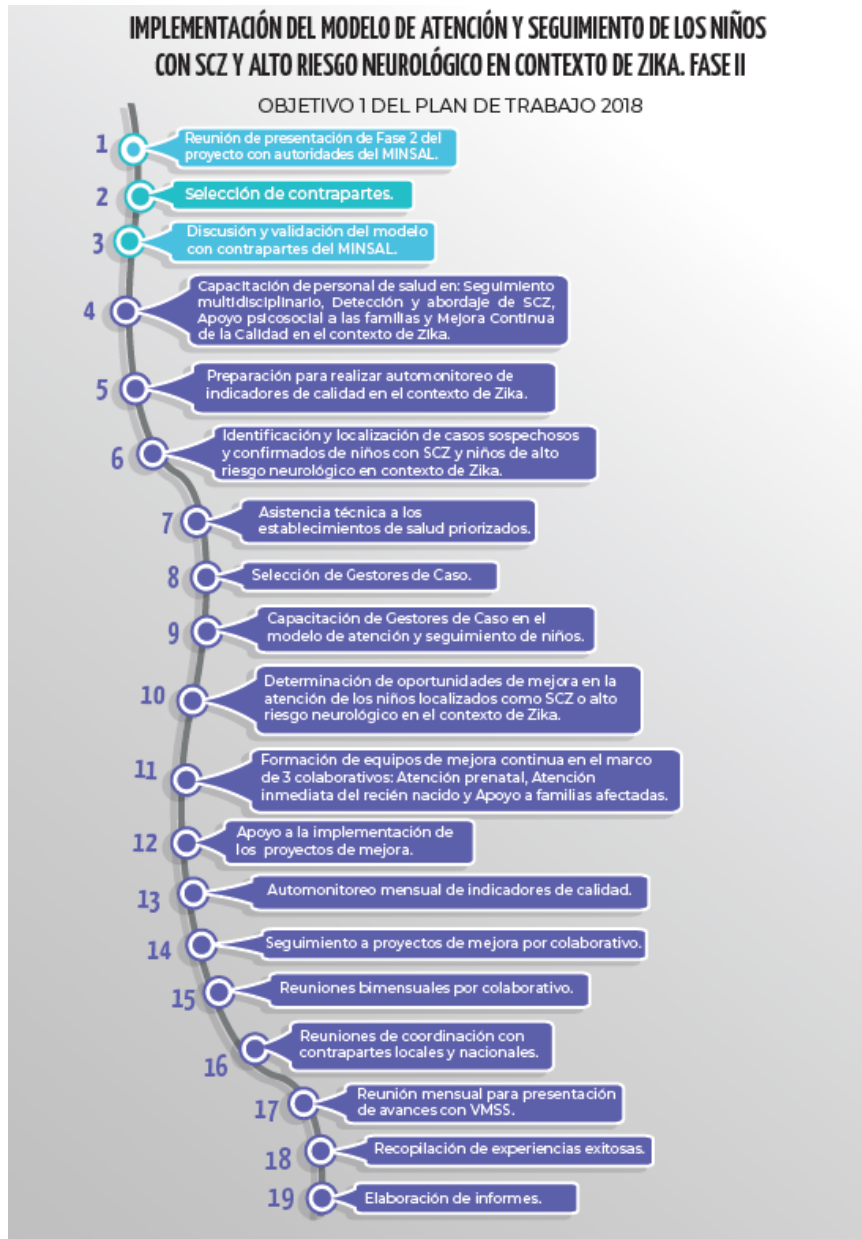 IMPLEMENTACIÓN DEL MODELO DE ATENCIÓN Y SEGUIMIENTO DE LOS NIÑOS
CON SCZ Y ALTO RIESGO NEUROLÓGICO EN CONTEXTO DE ZIKA. FASE II
OBJETIVO 1 DEL PLAN DE TRABAJO 2018
1
Reunión de presentación de Fase 2 del
proyecto con autoridades del MINSAL.
2
Selección de contrapartes.
3
Discusión y validación del modelo
con contrapartes del MINSAL.
4
Capacitación de personal de salud en: Seguimiento
multidisciplinario, Detección y abordaje de SCZ,
Apoyo psicosocial a las familias y Mejora Continua
de la Calidad en el contexto de Zika.
5
Preparación para realizar automonitoreo de
indicadores de calidad en el contexto de Zika.
6
Identificación y localización de casos sospechosos
y confirmados de niños con SCZ y niños de alto
riesgo neurológico en contexto de Zika.
7
Asistencia técnica a los
establecimientos de salud priorizados.
8
Selección de Gestores de Caso.
9
Capacitación de Gestores de Caso en el
modelo de atención y seguimiento de niños.
10
Determinación de oportunidades de mejora en la
atención de los niños localizados como SCZ o alto
riesgo neurológico en el contexto de Zika.
11
Formación de equipos de mejora continua en el marco
de 3 colaborativos: Atención prenatal, Atención
inmediata del recién nacido y Apoyo a familias afectadas.
12
Apoyo a la implementación de
los proyectos de mejora.
13
Automonitoreo mensual de indicadores de calidad.
14
Seguimiento a proyectos de mejora por colaborativo.
15
Reuniones bimensuales por colaborativo.
16
Reuniones de coordinación con
contrapartes locales y nacionales.
17
Reunión mensual para presentación
de avances con VMSS.
18
Recopilación de experiencias exitosas.
19
Elaboración de informes.